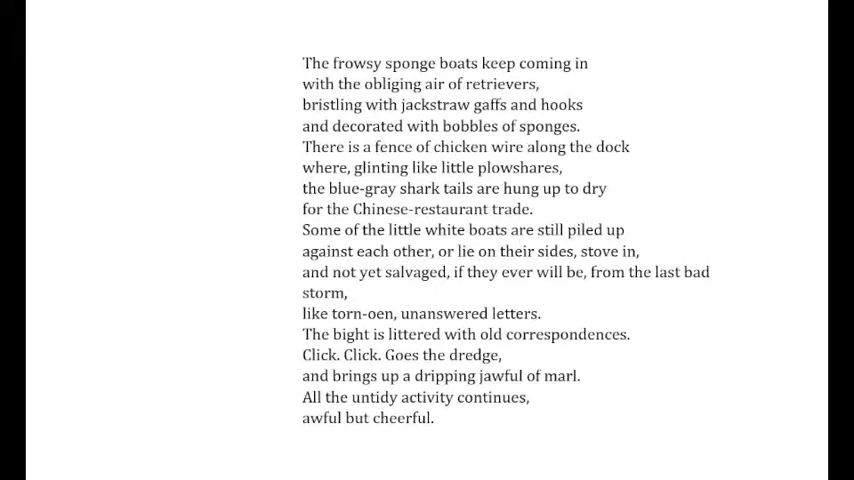 The frowsy sponge boats keep coming in
with the obliging air of retrievers,
bristling with jackstraw gaffs and hooks
and decorated with bobbles of sponges.
There is a fence of chicken wire along the dock
where, glinting like little plowshares,
the blue-gray shark tails are hung up to dry
for the Chinese-restaurant trade.
Some of the little white boats are still piled up
against each other, or lie on their sides, stove in,
and not yet salvaged, if they ever will be, from the last bad
storm,
like torn-oen, unanswered letters.
The bight is littered with old correspondences.
Click. Click. Goes the dredge,
and brings up a dripping jawful of marl.
All the untidy activity continues,
awful but cheerful.